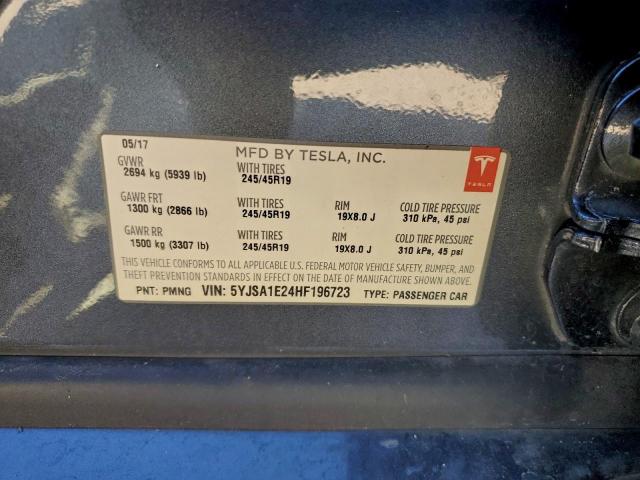 05/17
MFD BY TESLA, INC.
GVWR WITH TIRES
2694 kg (5939 lb) 245/45R19
TESLA
GAWR FRT WITH TIRES RIM COLD TIRE PRESSURE
1300 kg (2866 lb) 245/45R19 19X8.0 J 310 kPa, 45 psi
GAWR RR WITH TIRES RIM COLD TIRE PRESSURE
1500 kg (3307 lb) 245/45R19 19X8.0 J 310 kPa, 45 psi
THIS VEHICLE CONFORMS TO ALL APPLICABLE U.S. FEDERAL MOTOR VEHICLE SAFETY, BUMPER, AND
THEFT PREVENTION STANDARDS IN EFFECT ON THE DATE OF MANUFACTURE SHOWN ABOVE.
PNT: PMNG VIN: 5YJSA1E24HF196723 TYPE: PASSENGER CAR